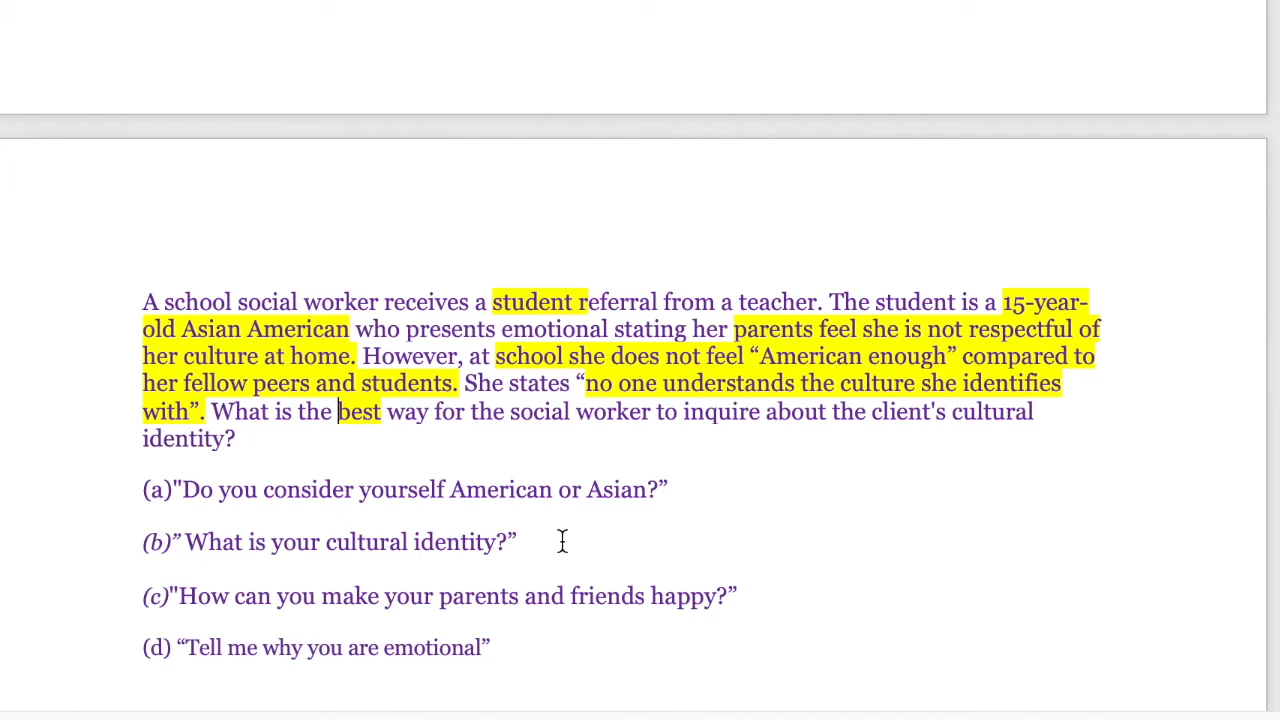 A school social worker receives a student referral from a teacher. The student is a 15-year-
old Asian American who presents emotional stating her parents feel she is not respectful of
her culture at home. However, at school she does not feel “American enough” compared to
her fellow peers and students. She states “no one understands the culture she identifies
with”. What is the best way for the social worker to inquire about the client's cultural
identity?
(a)"Do you consider yourself American or Asian?”
(b)” What is your cultural identity?”
(c)"How can you make your parents and friends happy?”
(d) “Tell me why you are emotional”